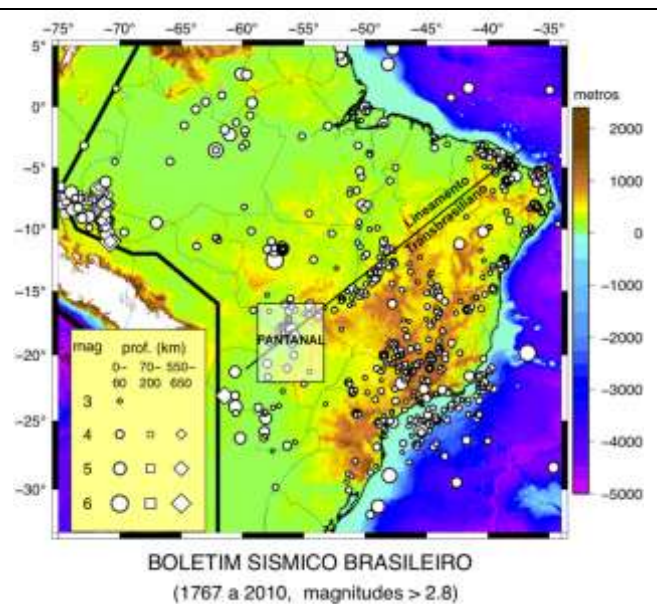 −75° −70° −65° −60° −55° −50° −45° −40° −35°
5°
0°
−5°
−10°
−15°
−20°
−25°
−30°
metros
2000
1000
0
−1000
−2000
−3000
−4000
−5000
Lineamento
Transbrasiliano
PANTANAL
mag prof. (km)
0− 70− 550−
60 200 650
3
4
5
6
BOLETIM SISMICO BRASILEIRO
(1767 a 2010, magnitudes > 2.8)